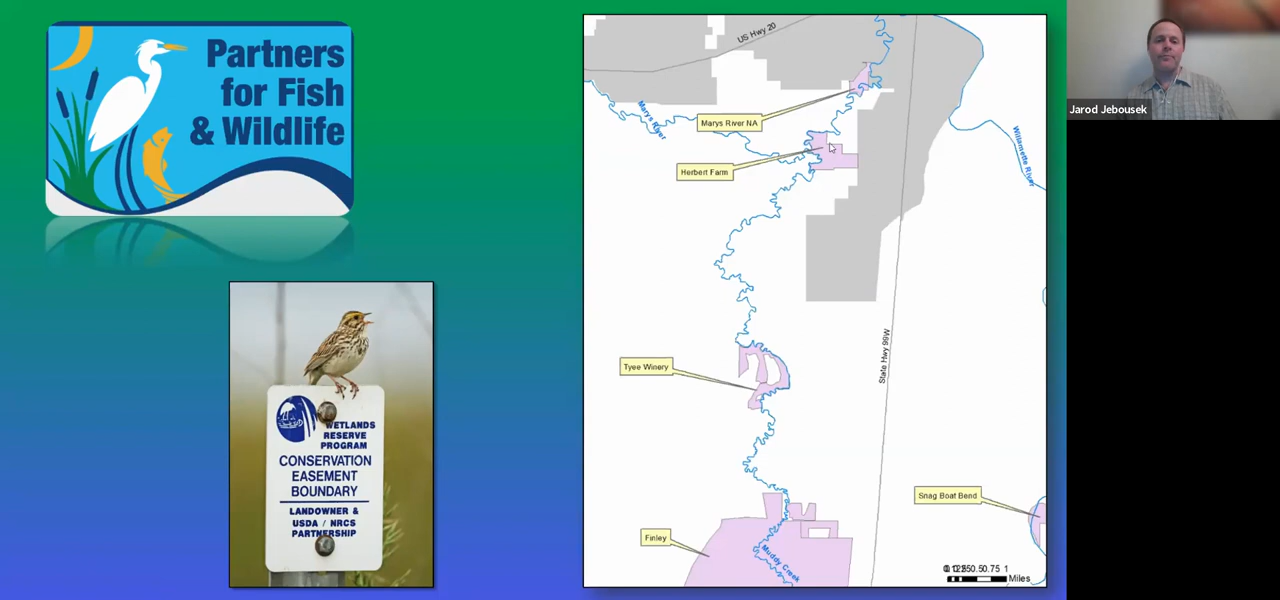 Partners
for Fish
& Wildlife
WETLANDS
RESERVE
PROGRAM
CONSERVATION
EASEMENT
BOUNDARY
LANDOWNER &
USDA / NRCS
PARTNERSHIP
US Hwy 20
Marys River
Marys River NA
Herbert Farm
Willamette River
State Hwy 99W
Tyee Winery
Snag Boat Bend
Finley
Muddy Creek
Miles
Jarod Jebousek